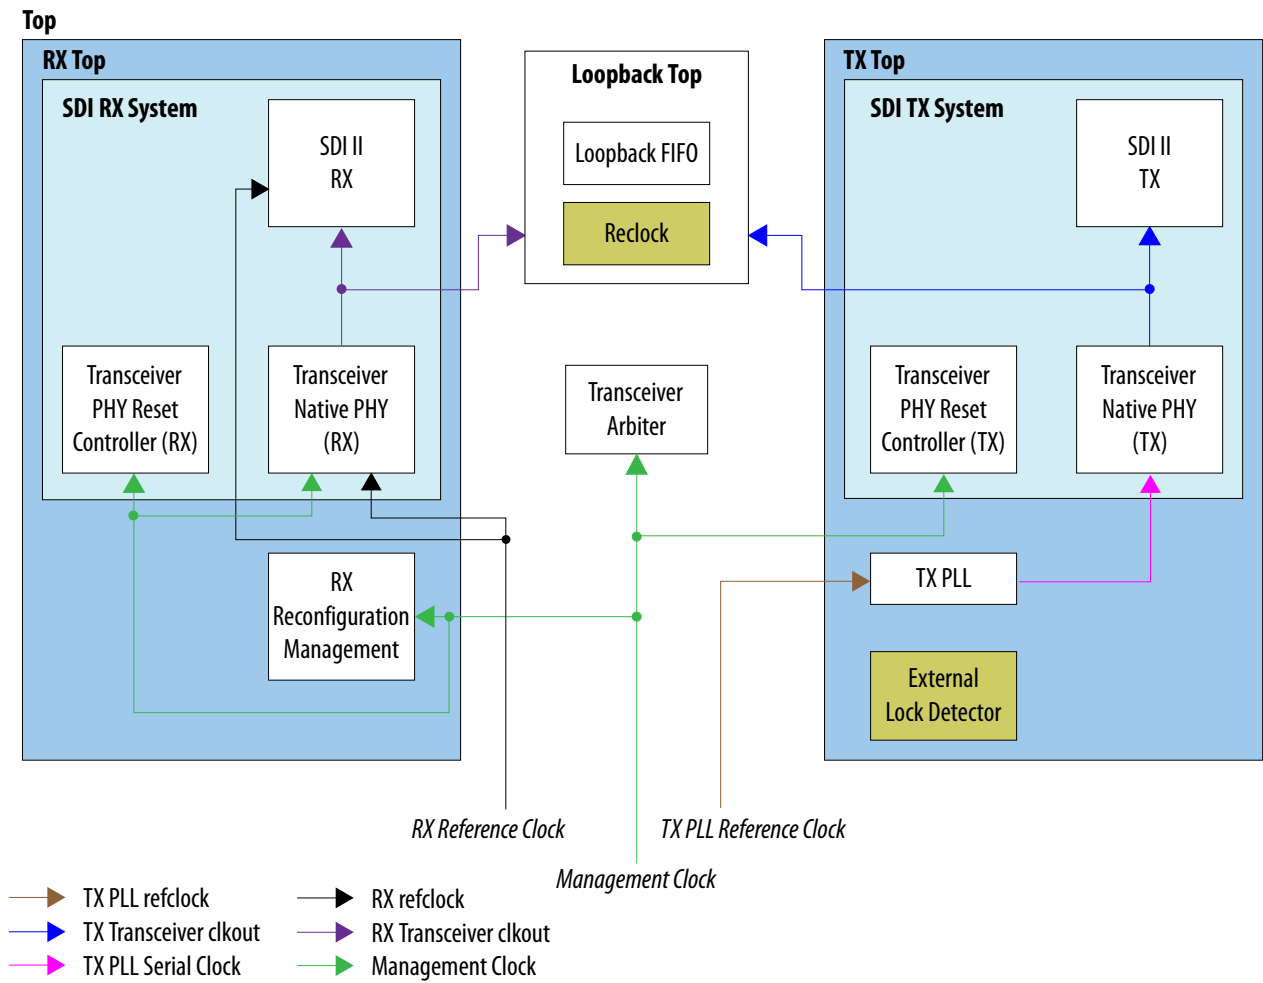 Top
RX Top
SDI RX System
SDI II
RX
Transceiver
PHY Reset
Controller (RX)
Transceiver
Native PHY
(RX)
RX
Reconfiguration
Management
Loopback Top
Loopback FIFO
Reclock
Transceiver
Arbiter
TX Top
SDI TX System
SDI II
TX
Transceiver
PHY Reset
Controller (TX)
Transceiver
Native PHY
(TX)
TX PLL
External
Lock Detector
RX Reference Clock
TX PLL Reference Clock
Management Clock
TX PLL refclock
TX Transceiver clkout
TX PLL Serial Clock
RX refclock
RX Transceiver clkout
Management Clock